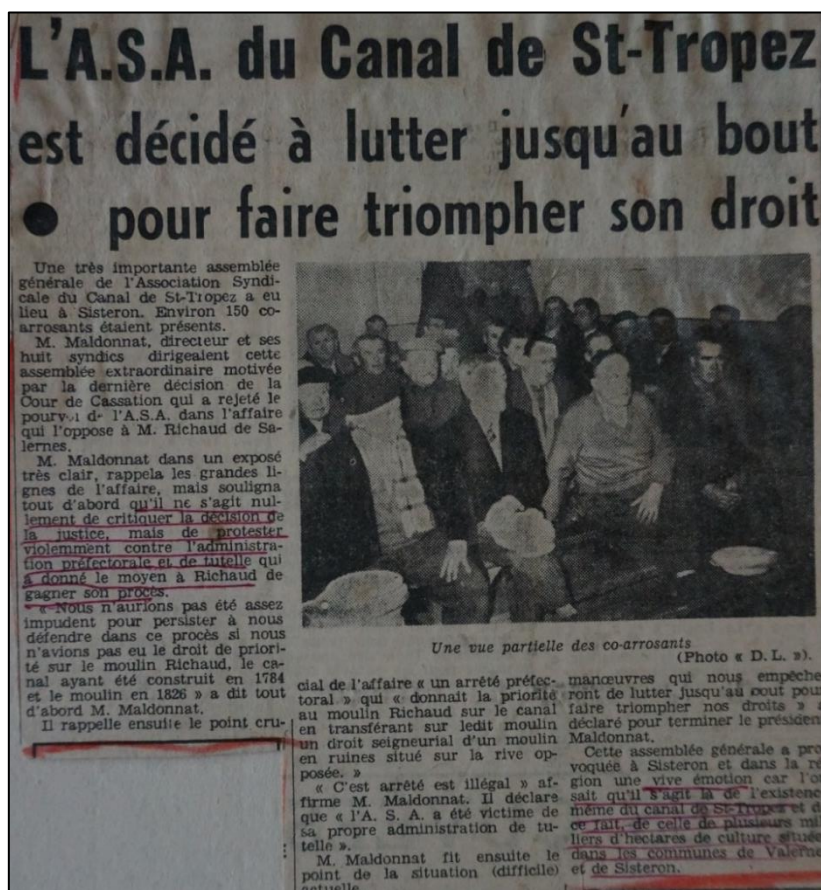 L'A.S.A. du Canal de St-Tropez
est décidé à lutter jusqu'au bout
● pour faire triompher son droit
Une très importante assemblée
générale de l'Association Syndi-
cale du Canal de St-Tropez a eu
lieu à Sisteron. Environ 150 co-
arrosants étaient présents.
M. Maldonnat, directeur et ses
huit syndics dirigeaient cette
assemblée extraordinaire motivée
par la dernière décision de la
Cour de Cassation qui a rejeté le
de l'A.S.A. dans l'affaire
qui l'oppose à M. Richaud de Sa-
lernes.
M. Maldonnat dans un exposé
très clair, rappela les grandes li-
gnes de l'affaire, mais souligna
tout d'abord qu'il ne s'agit nul-
lement de critiquer la décision de
la justice, mais de protester
violemment contre l'administra-
tion préfectorale et de tutelle qui
a donné le moyen à Richaud de
gagner son procès.
« Nous n'aurions pas été assez
impudent pour persister à nous
défendre dans ce procès si nous
n'avions pas eu le droit de priori-
té sur le moulin Richaud, le ca-
nal ayant été construit en 1784
et le moulin en 1826 » a dit tout
d'abord M. Maldonnat.
Il rappelle ensuite le point cru-
Une vue partielle des co-arrosants
(Photo « D. L. »).
cial de l'affaire « un arrêté préfec-
toral » qui « donnait la priorité
au moulin Richaud sur le canal
en transférant sur ledit moulin
un droit seigneurial d'un moulin
en ruines situé sur la rive op-
posée. »
« C'est arrêté est illégal » af-
firme M. Maldonnat. Il déclare
que « l'A. S. A. a été victime de
sa propre administration de tu-
telle ».
M. Maldonnat fit ensuite le
point de la situation (difficile)
actuelle
manœuvres qui nous empêche
ront de lutter jusqu'au bout pou
faire triompher nos droits » a
déclaré pour terminer le présiden
Maldonnat.
Cette assemblée générale a pro
voquée à Sisteron et dans la ré
gion une vive émotion car l'o
sait qu'il s'agit là de l'existenc
même du canal de St-Tropez et d
ce fait, de celle de plusieurs mi
liers d'hectares de culture situé
dans les communes de Valerne
et de Sisteron.